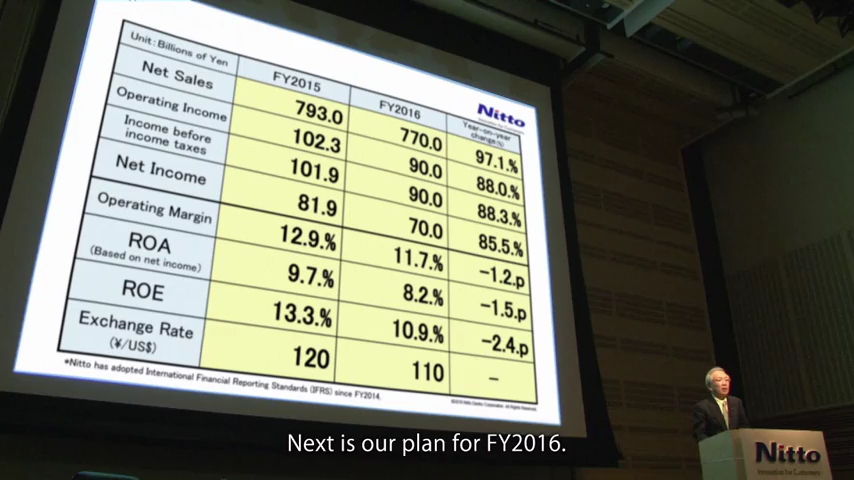 Nitto
Unit:Billions of Yen
FY2015
FY2016
Year-on-year
change(%)
Net Sales
793.0
770.0
97.1.%
Operating Income
102.3
90.0
88.0.%
Income before
income taxes
101.9
90.0
88.3.%
Net Income
81.9
70.0
85.5.%
Operating Margin
12.9.%
11.7.%
-1.2.p
ROA
(Based on net income)
9.7.%
8.2.%
-1.5.p
ROE
13.3.%
10.9.%
-2.4.p
Exchange Rate
(¥/US$)
120
110
-
*Nitto has adopted International Financial Reporting Standards (IFRS) since FY2014.
Next is our plan for FY2016.
Nitto
Innovation for Customers